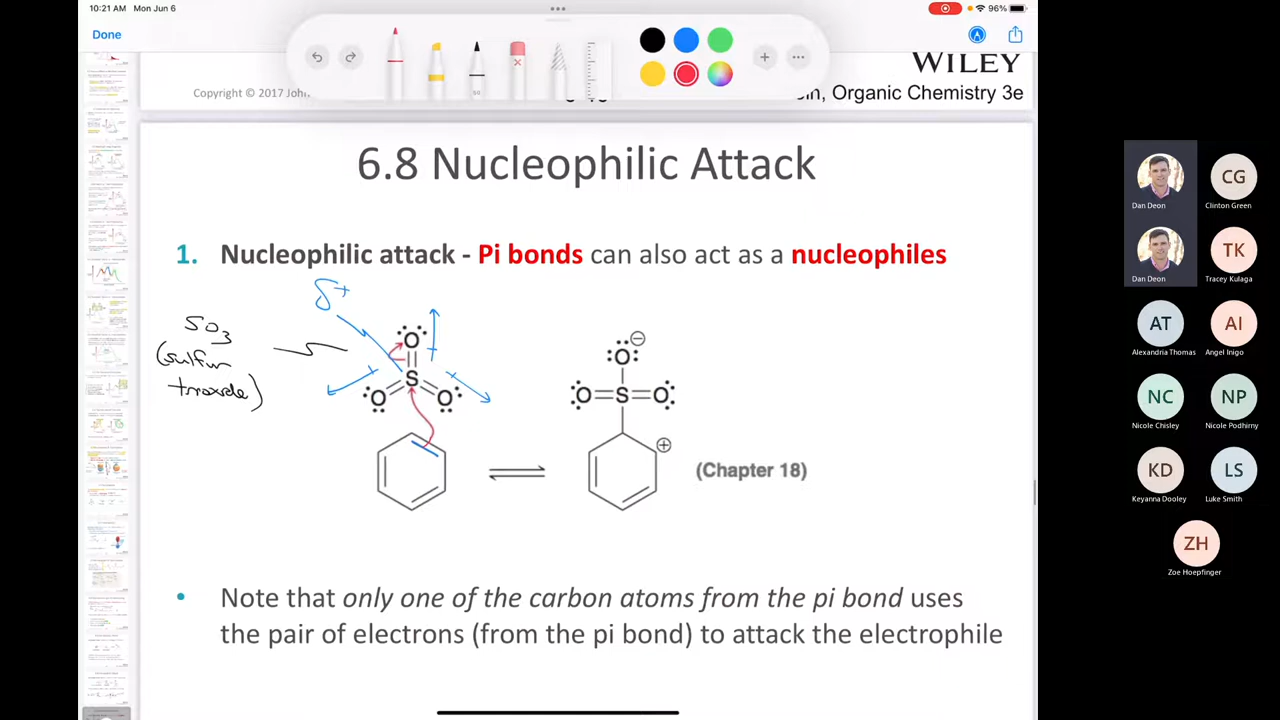 10:21 AM Mon Jun 6
96%
Done
WILEY
Copyright © 2017 John
n, Organic Chemistry 3e
6.8 Nucleophilic Attack
1. Nucleophilic attack - Pi bonds can also act as a nucleophiles
δ+
SO3
(sulfur
trioxide)
O
S
O
O
O
O
S
O
(Chapter 18)
• Note that only one of the carbon atoms from the pi bond uses
the pair of electrons (from the pi bond) to attack the electrophile
Dan Deon
CG
Clinton Green
Dan Deon
TK
Tracey Kulaga
AT
Alexandria Thomas
AI
Angel Inigo
NC
Nicole Chisley
NP
Nicole Podhirny
KD
Keyanna Dooley
LS
Luke Smith
ZH
Zoe Hoepfinger